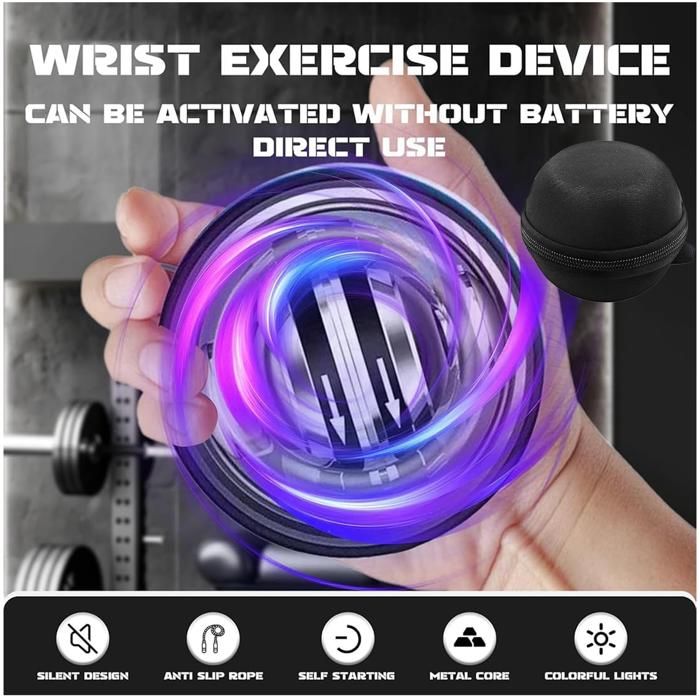 WRIST EXERCISE DEVICE
CAN BE ACTIVATED WITHOUT BATTERY
DIRECT USE
SILENT DESIGN
ANTI SLIP ROPE
SELF STARTING
METAL CORE
COLORFUL LIGHTS